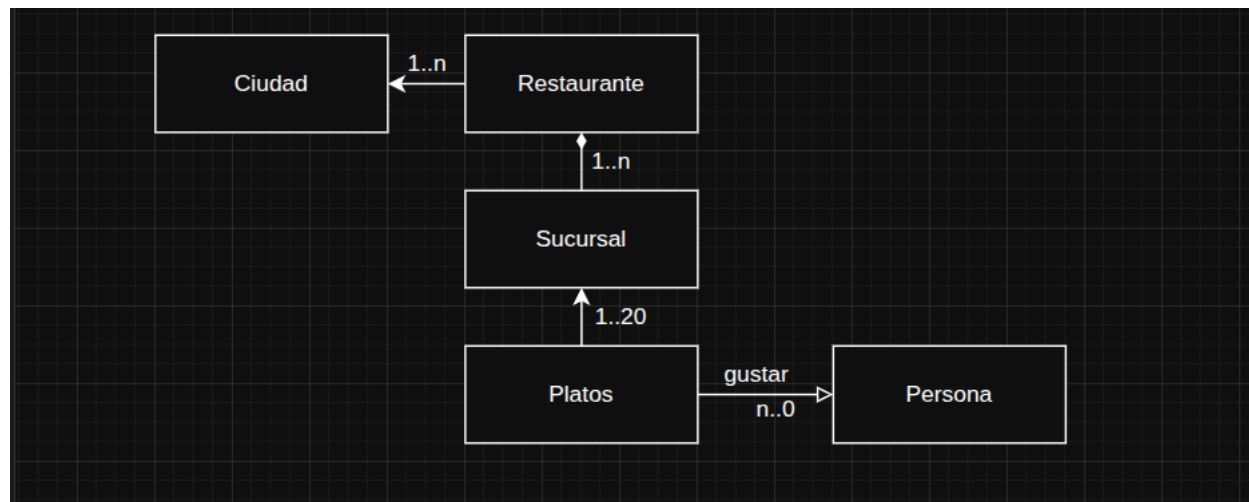 Ciudad
1..n
Restaurante
1..n
Sucursal
1..20
Platos
gustar
n..0
Persona